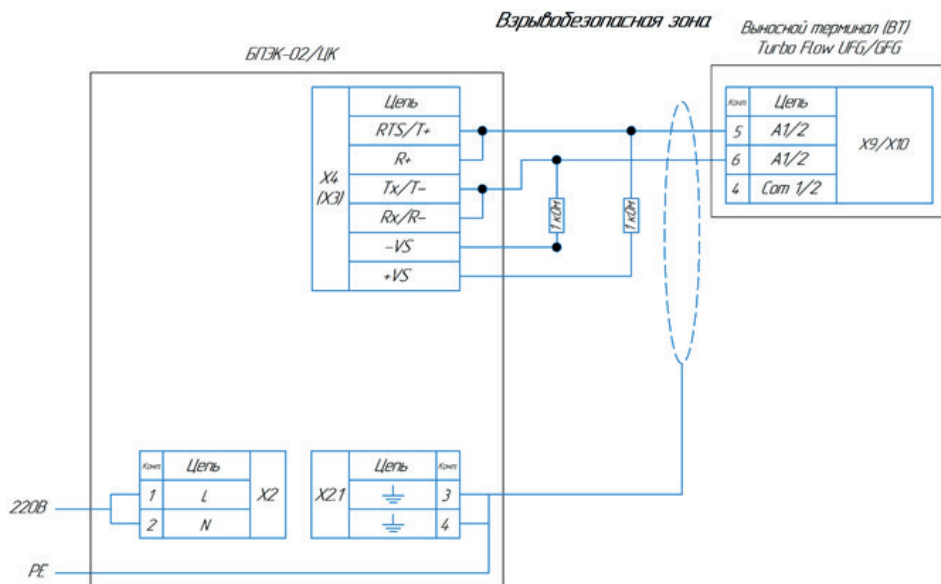 Взрывобезопасная зона
Выносной терминал (ВТ)
Turbo Flow UFG/GFG
БПЭК-02/ЦК
X4
(X3)
Цепь
RTS/T+
R+
Tx/T-
Rx/R-
-VS
+VS
1 кОм
1 кОм
Конт
Цепь
5
A1/2
6
A1/2
4
Com 1/2
X9/X10
Конт
Цепь
X2
1
L
2
N
X2.1
Цепь
Конт
3
4
220В
PE